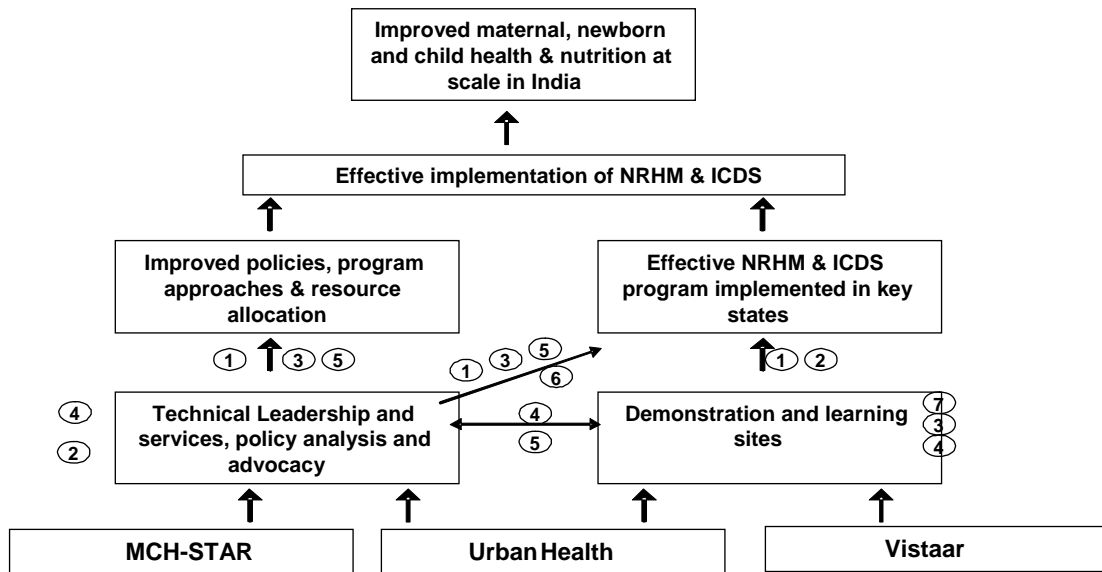 Improved maternal, newborn
and child health & nutrition at
scale in India
Effective implementation of NRHM & ICDS
Improved policies, program
approaches & resource
allocation
Effective NRHM & ICDS
program implemented in key
states
1 3 5
1 3 5
6
1 2
4
2
Technical Leadership and
services, policy analysis and
advocacy
4
5
Demonstration and learning
sites
7
3
4
MCH-STAR
Urban Health
Vistaar